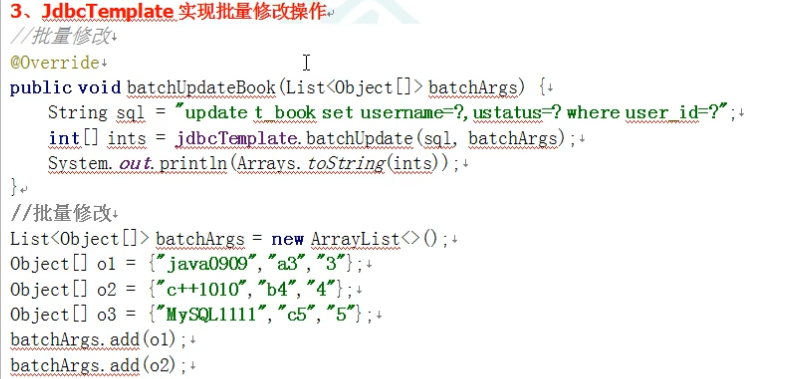 3、JdbcTemplate 实现批量修改操作
//批量修改
@Override
public void batchUpdateBook(List<Object[]> batchArgs) {
String sql = "update t_book set username=?,ustatus=? where user_id=?";
int[] ints = jdbcTemplate.batchUpdate(sql, batchArgs);
System.out.println(Arrays.toString(ints));
}
//批量修改
List<Object[]> batchArgs = new ArrayList<>();
Object[] o1 = {"java0909","a3","3"};
Object[] o2 = {"c++1010","b4","4"};
Object[] o3 = {"MySQL1111","c5","5"};
batchArgs.add(o1);
batchArgs.add(o2);